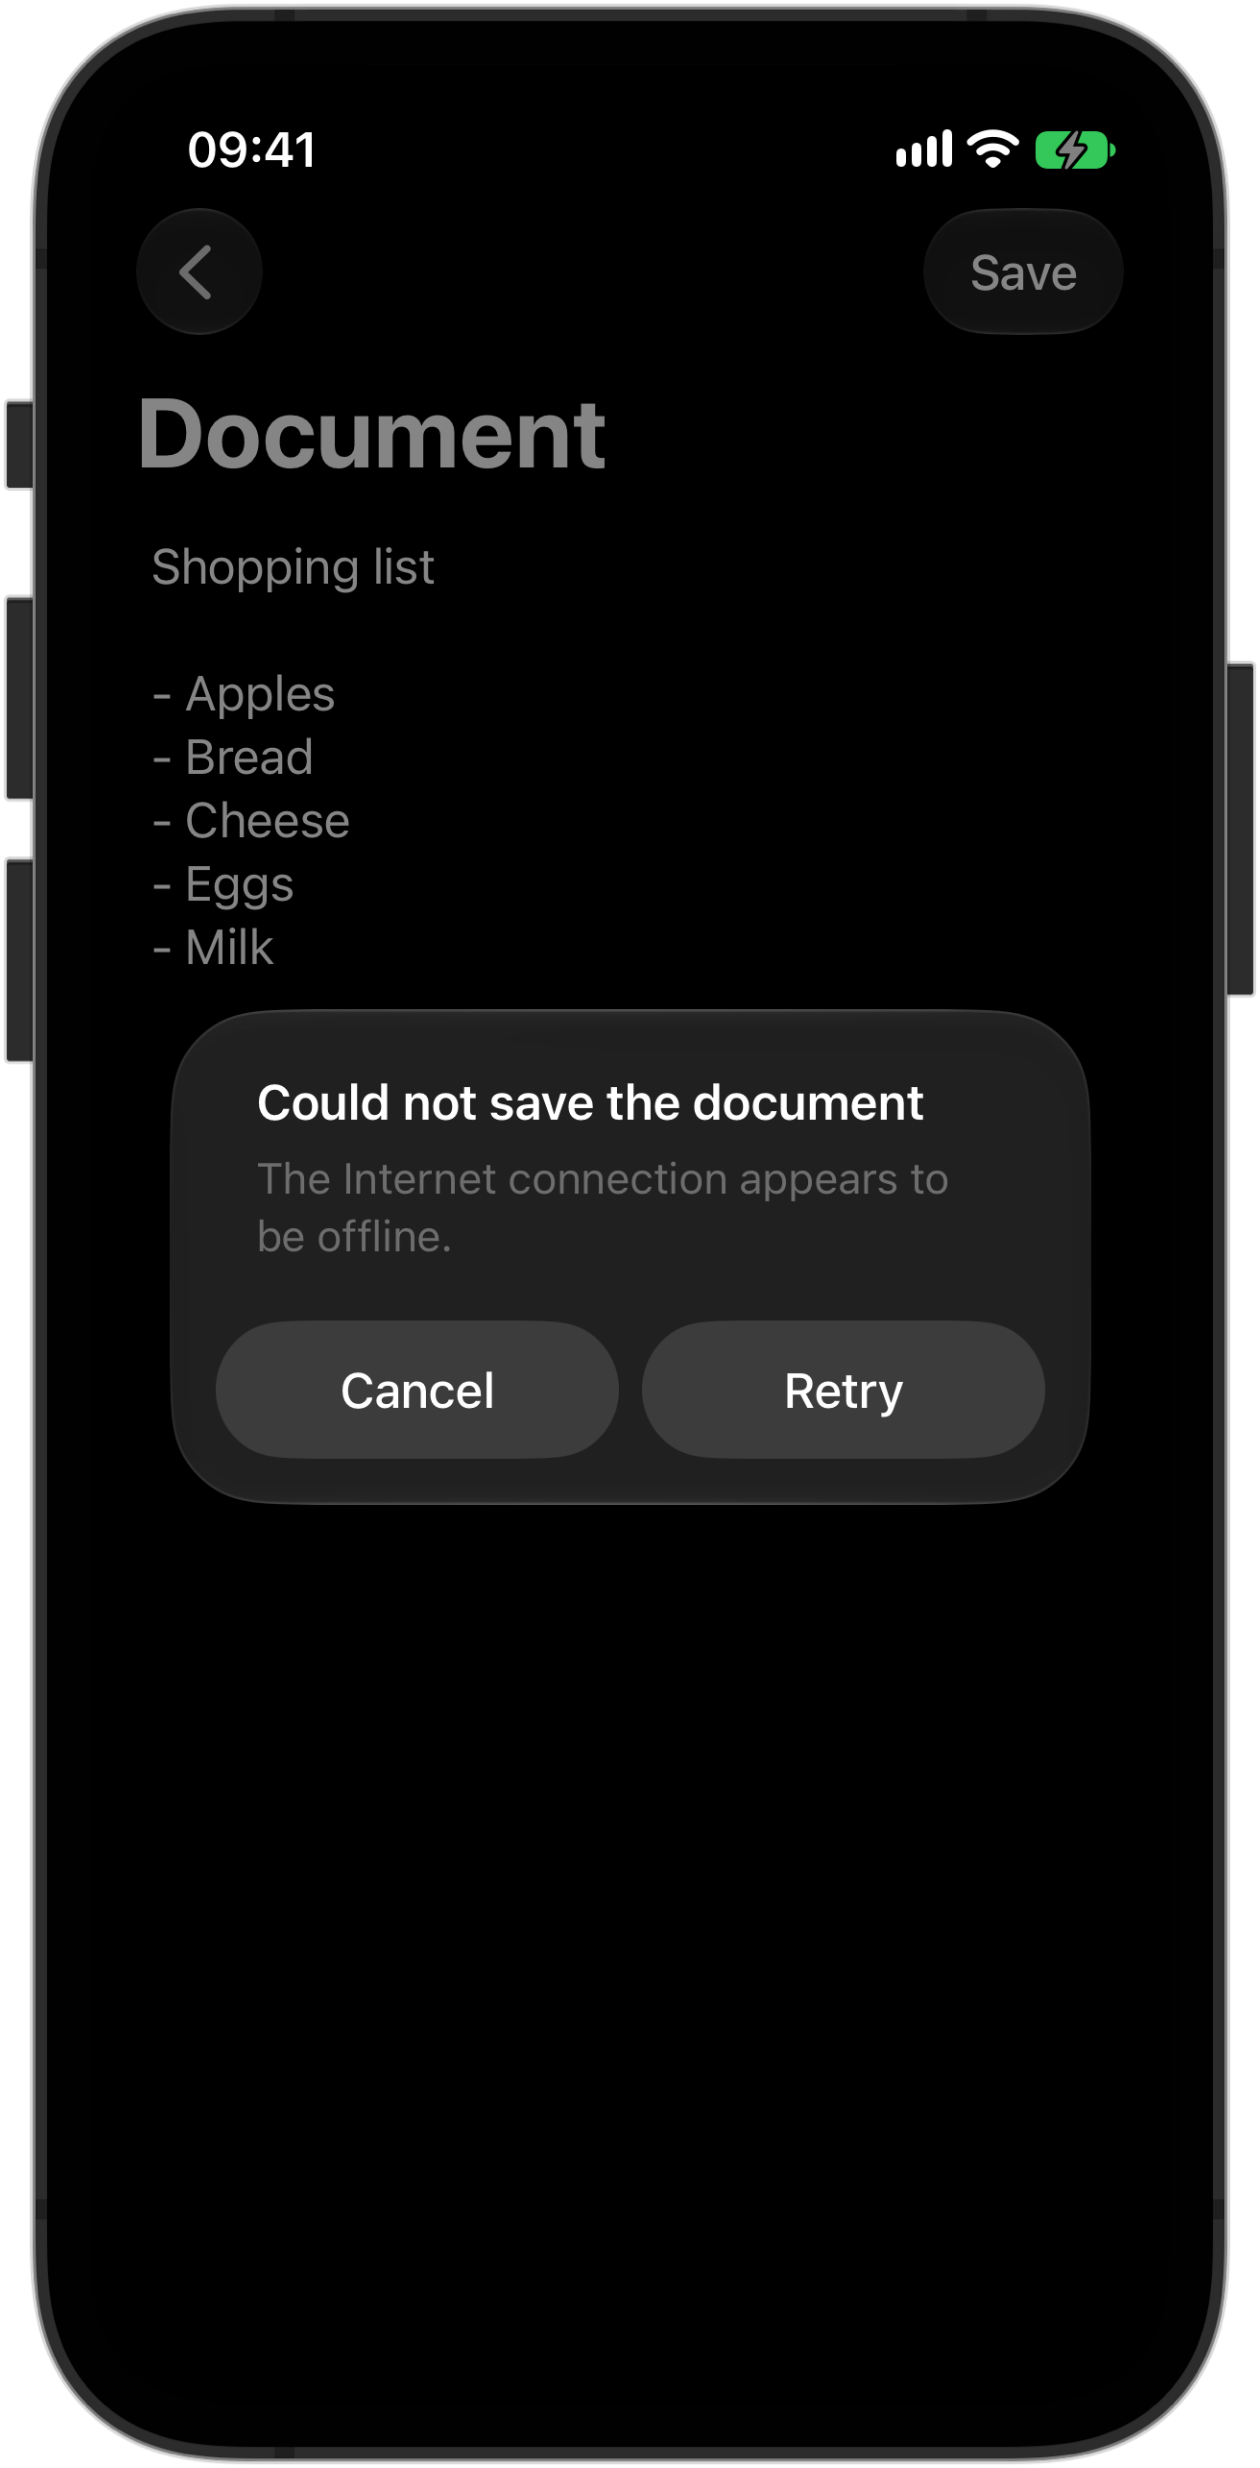 09:41
Save
Document
Shopping list
- Apples
- Bread
- Cheese
- Eggs
- Milk
Could not save the document
The Internet connection appears to
be offline.
Cancel
Retry